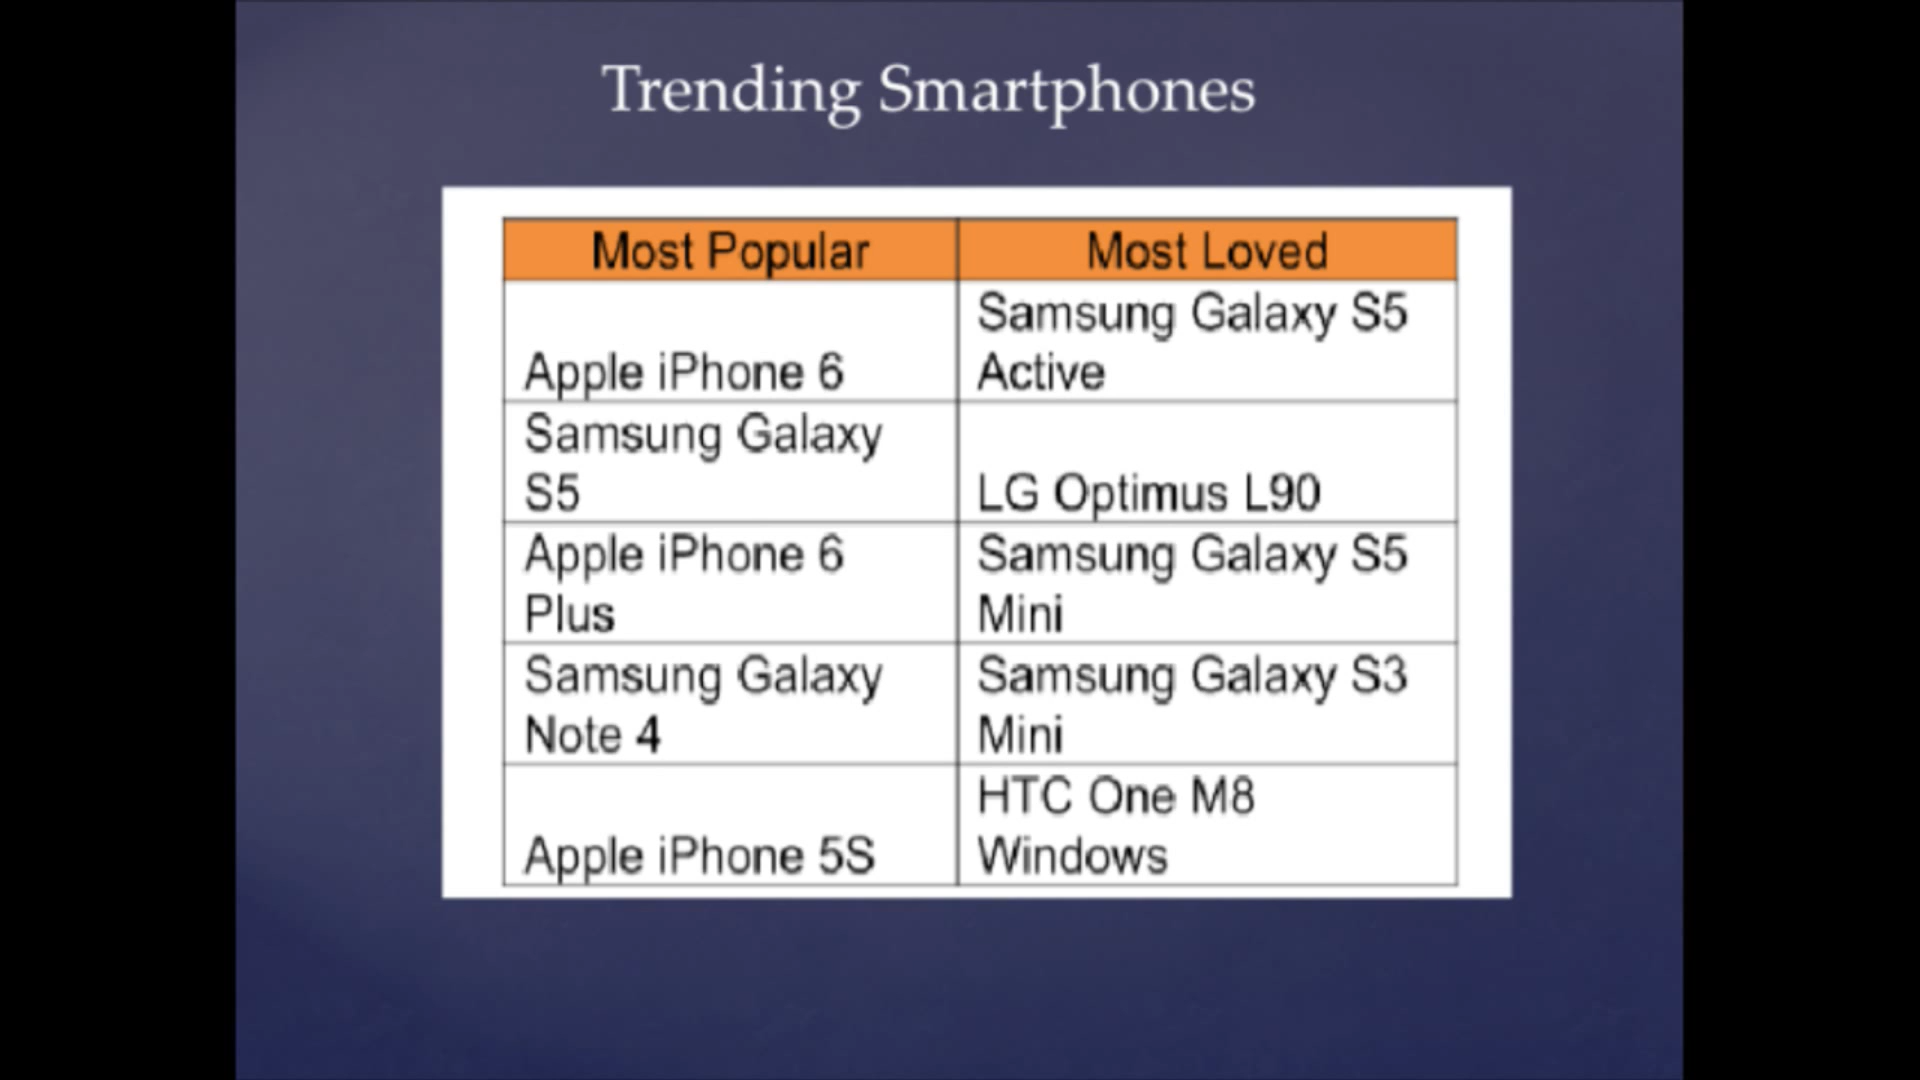 Trending Smartphones
Most Popular
Most Loved
Apple iPhone 6
Samsung Galaxy S5
Active
Samsung Galaxy
S5
LG Optimus L90
Apple iPhone 6
Plus
Samsung Galaxy S5
Mini
Samsung Galaxy
Note 4
Samsung Galaxy S3
Mini
Apple iPhone 5S
HTC One M8
Windows